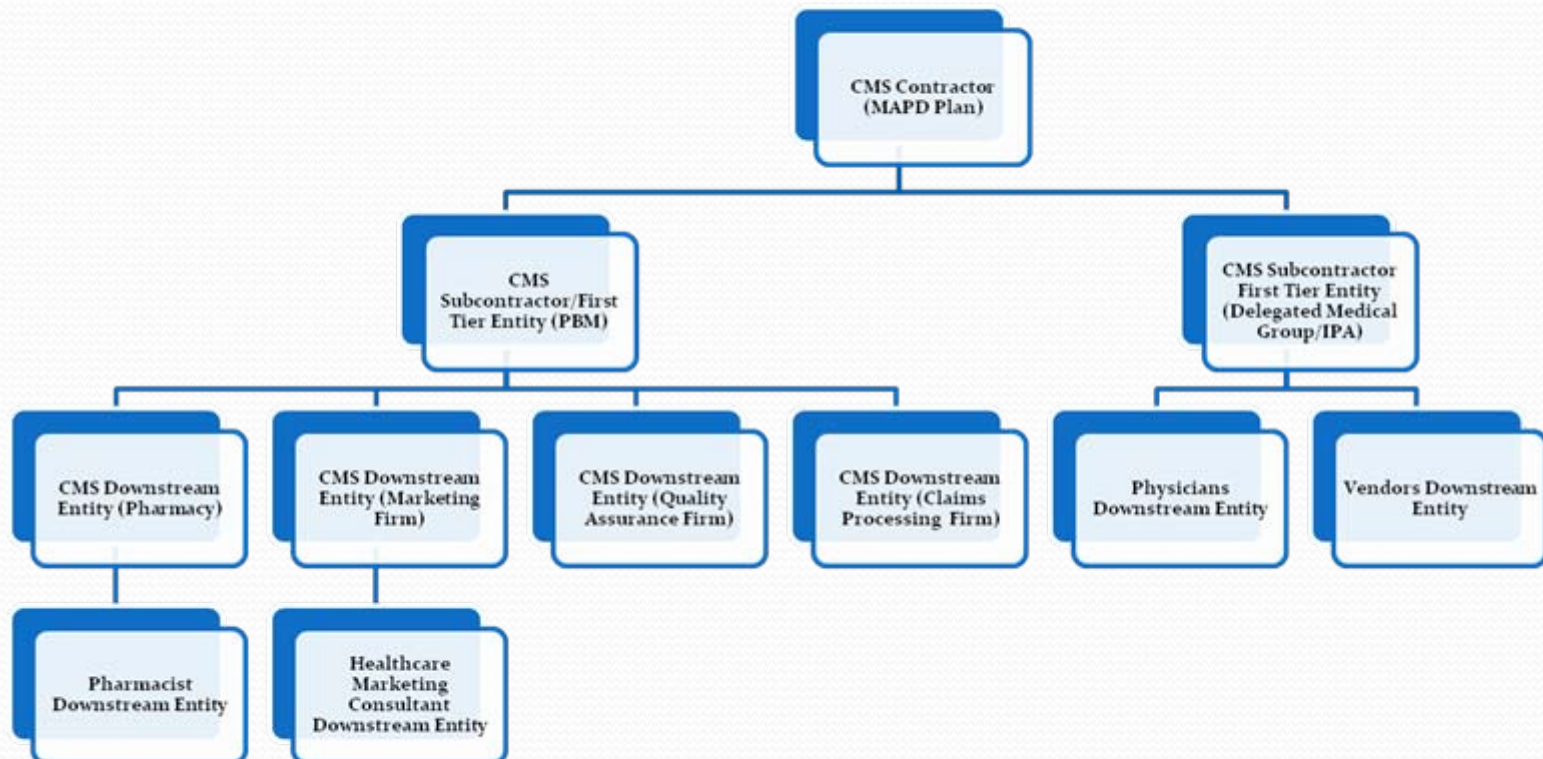 CMS Contractor
(MAPD Plan)
CMS
Subcontractor/First
Tier Entity (PBM)
CMS Subcontractor
First Tier Entity
(Delegated Medical
Group/IPA)
CMS Downstream
Entity (Pharmacy)
CMS Downstream
Entity (Marketing
Firm)
CMS Downstream
Entity (Quality
Assurance Firm)
CMS Downstream
Entity (Claims
Processing Firm)
Physicians
Downstream Entity
Vendors Downstream
Entity
Pharmacist
Downstream Entity
Healthcare
Marketing
Consultant
Downstream Entity